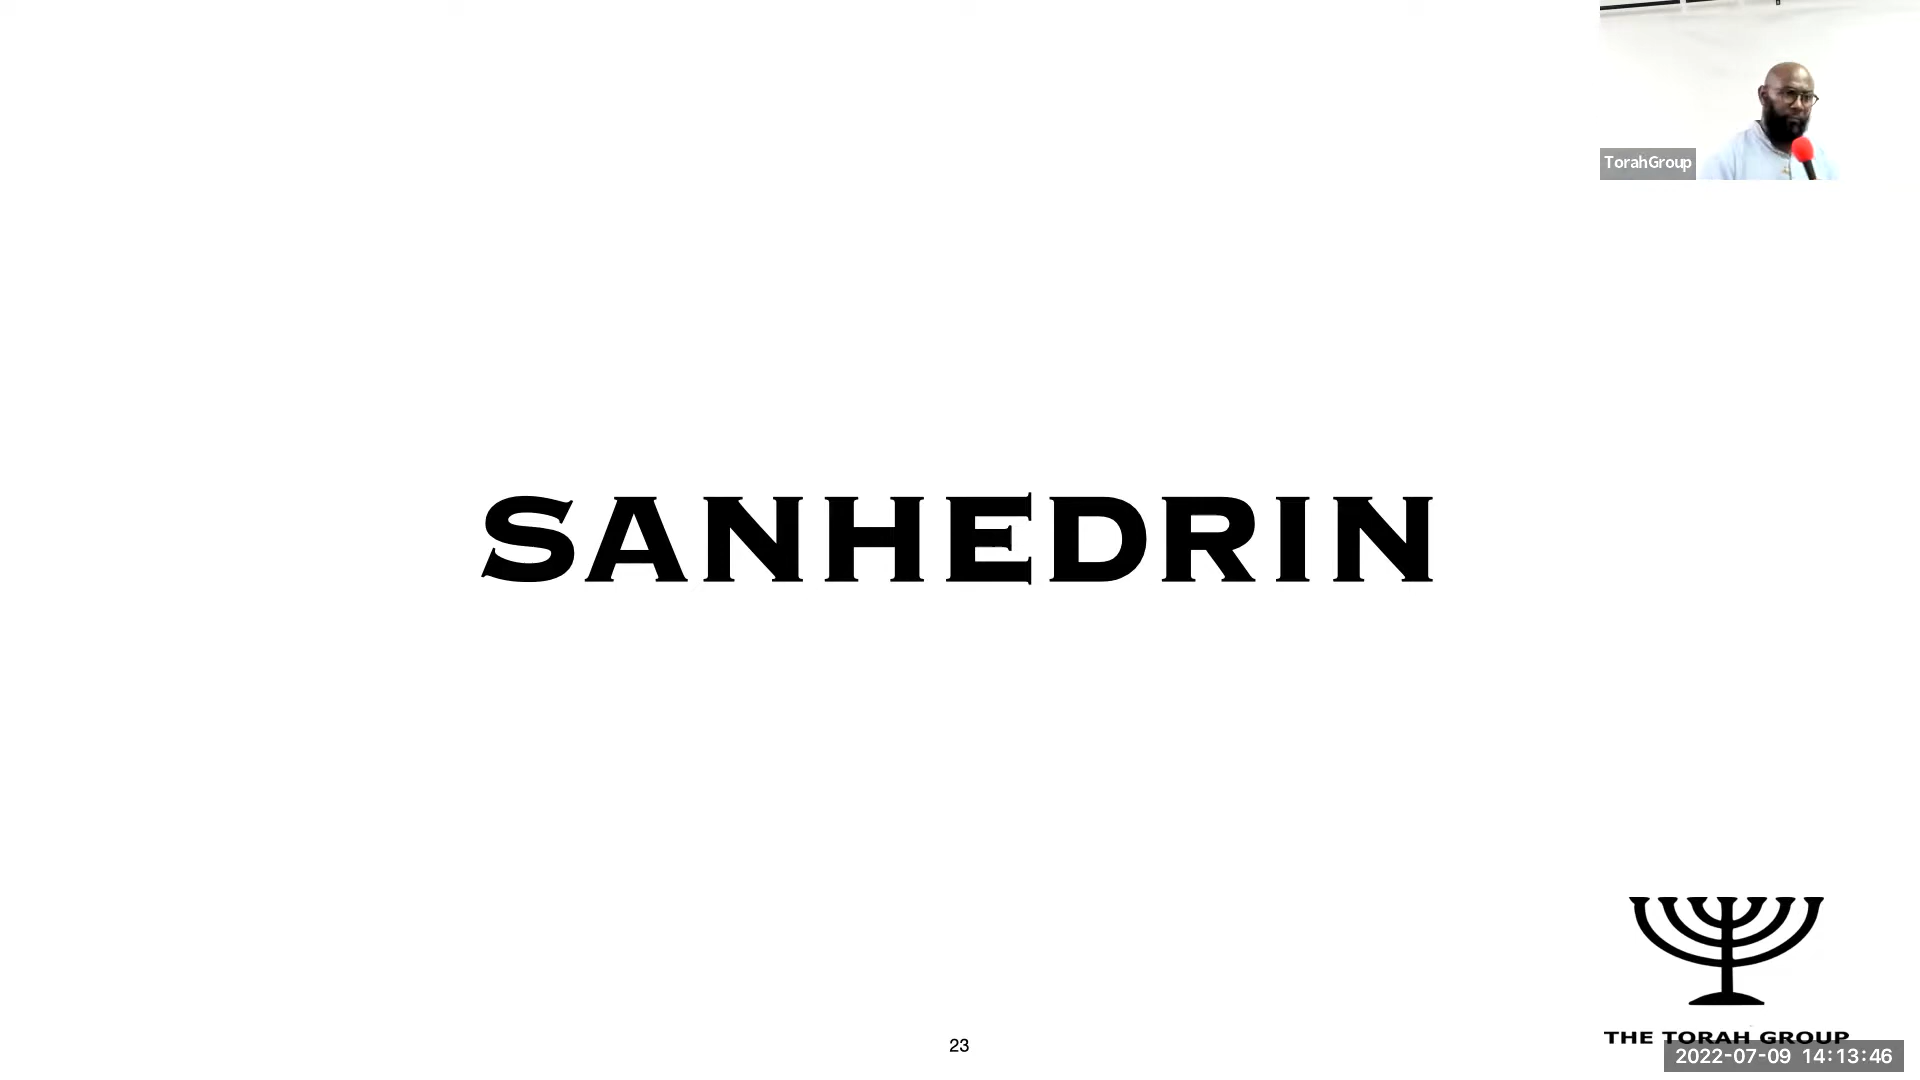 TorahGroup
SANHEDRIN
23
THE TORAH GROUP
2022-07-09 14:13:46